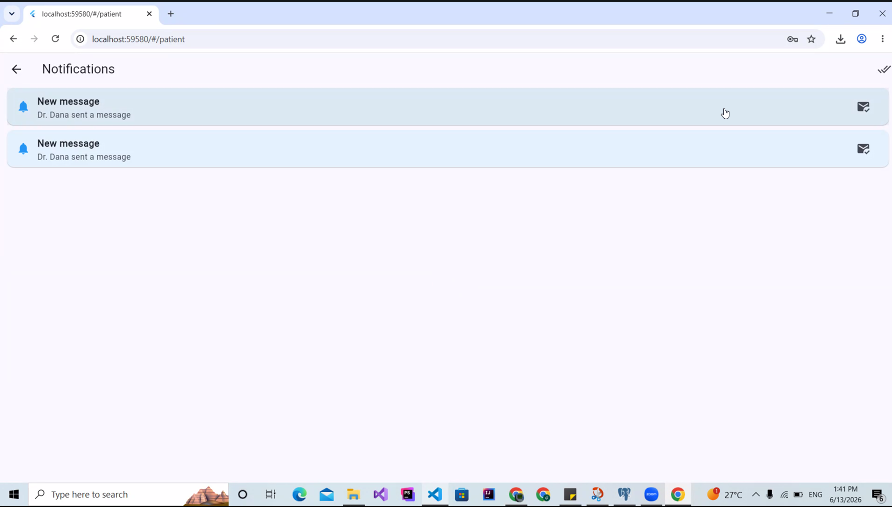 localhost:59580/#/patient
localhost:59580/#/patient
Notifications
New message
Dr. Dana sent a message
New message
Dr. Dana sent a message
Type here to search
27°C
ENG
1:41 PM
6/13/2026